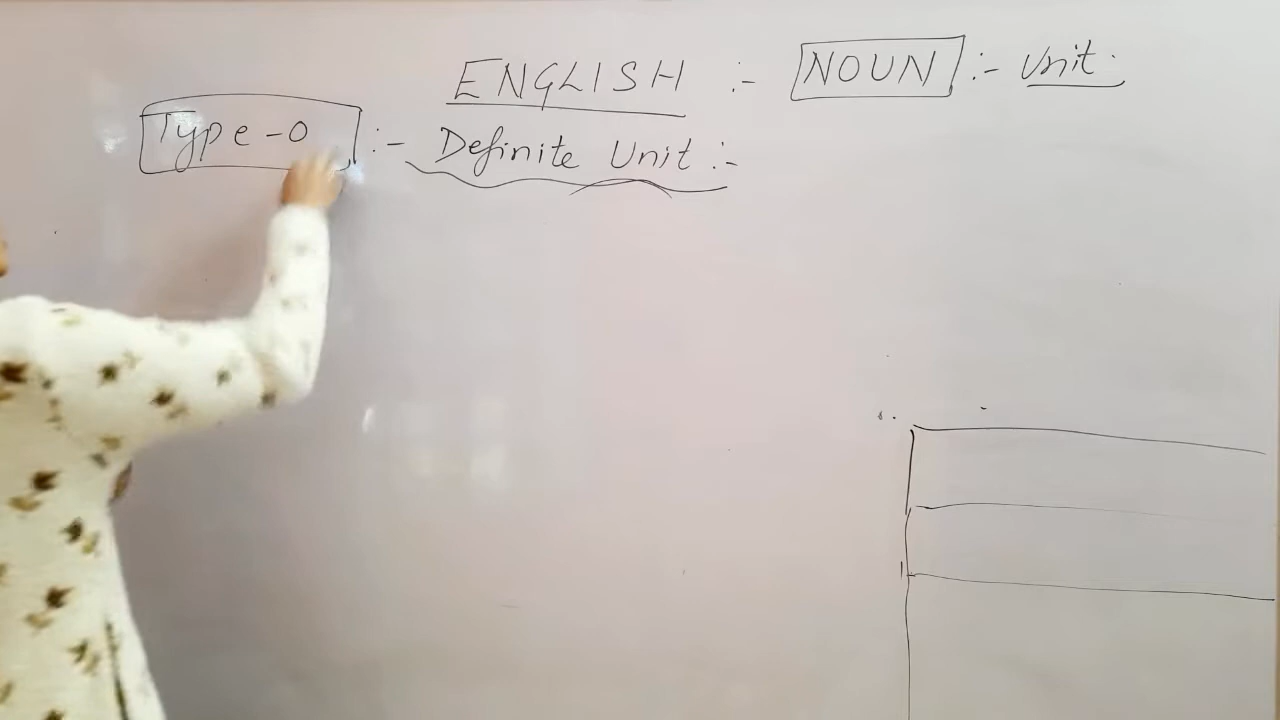 ENGLISH :- NOUN :- Unit.
Type-0 :- Definite Unit :-